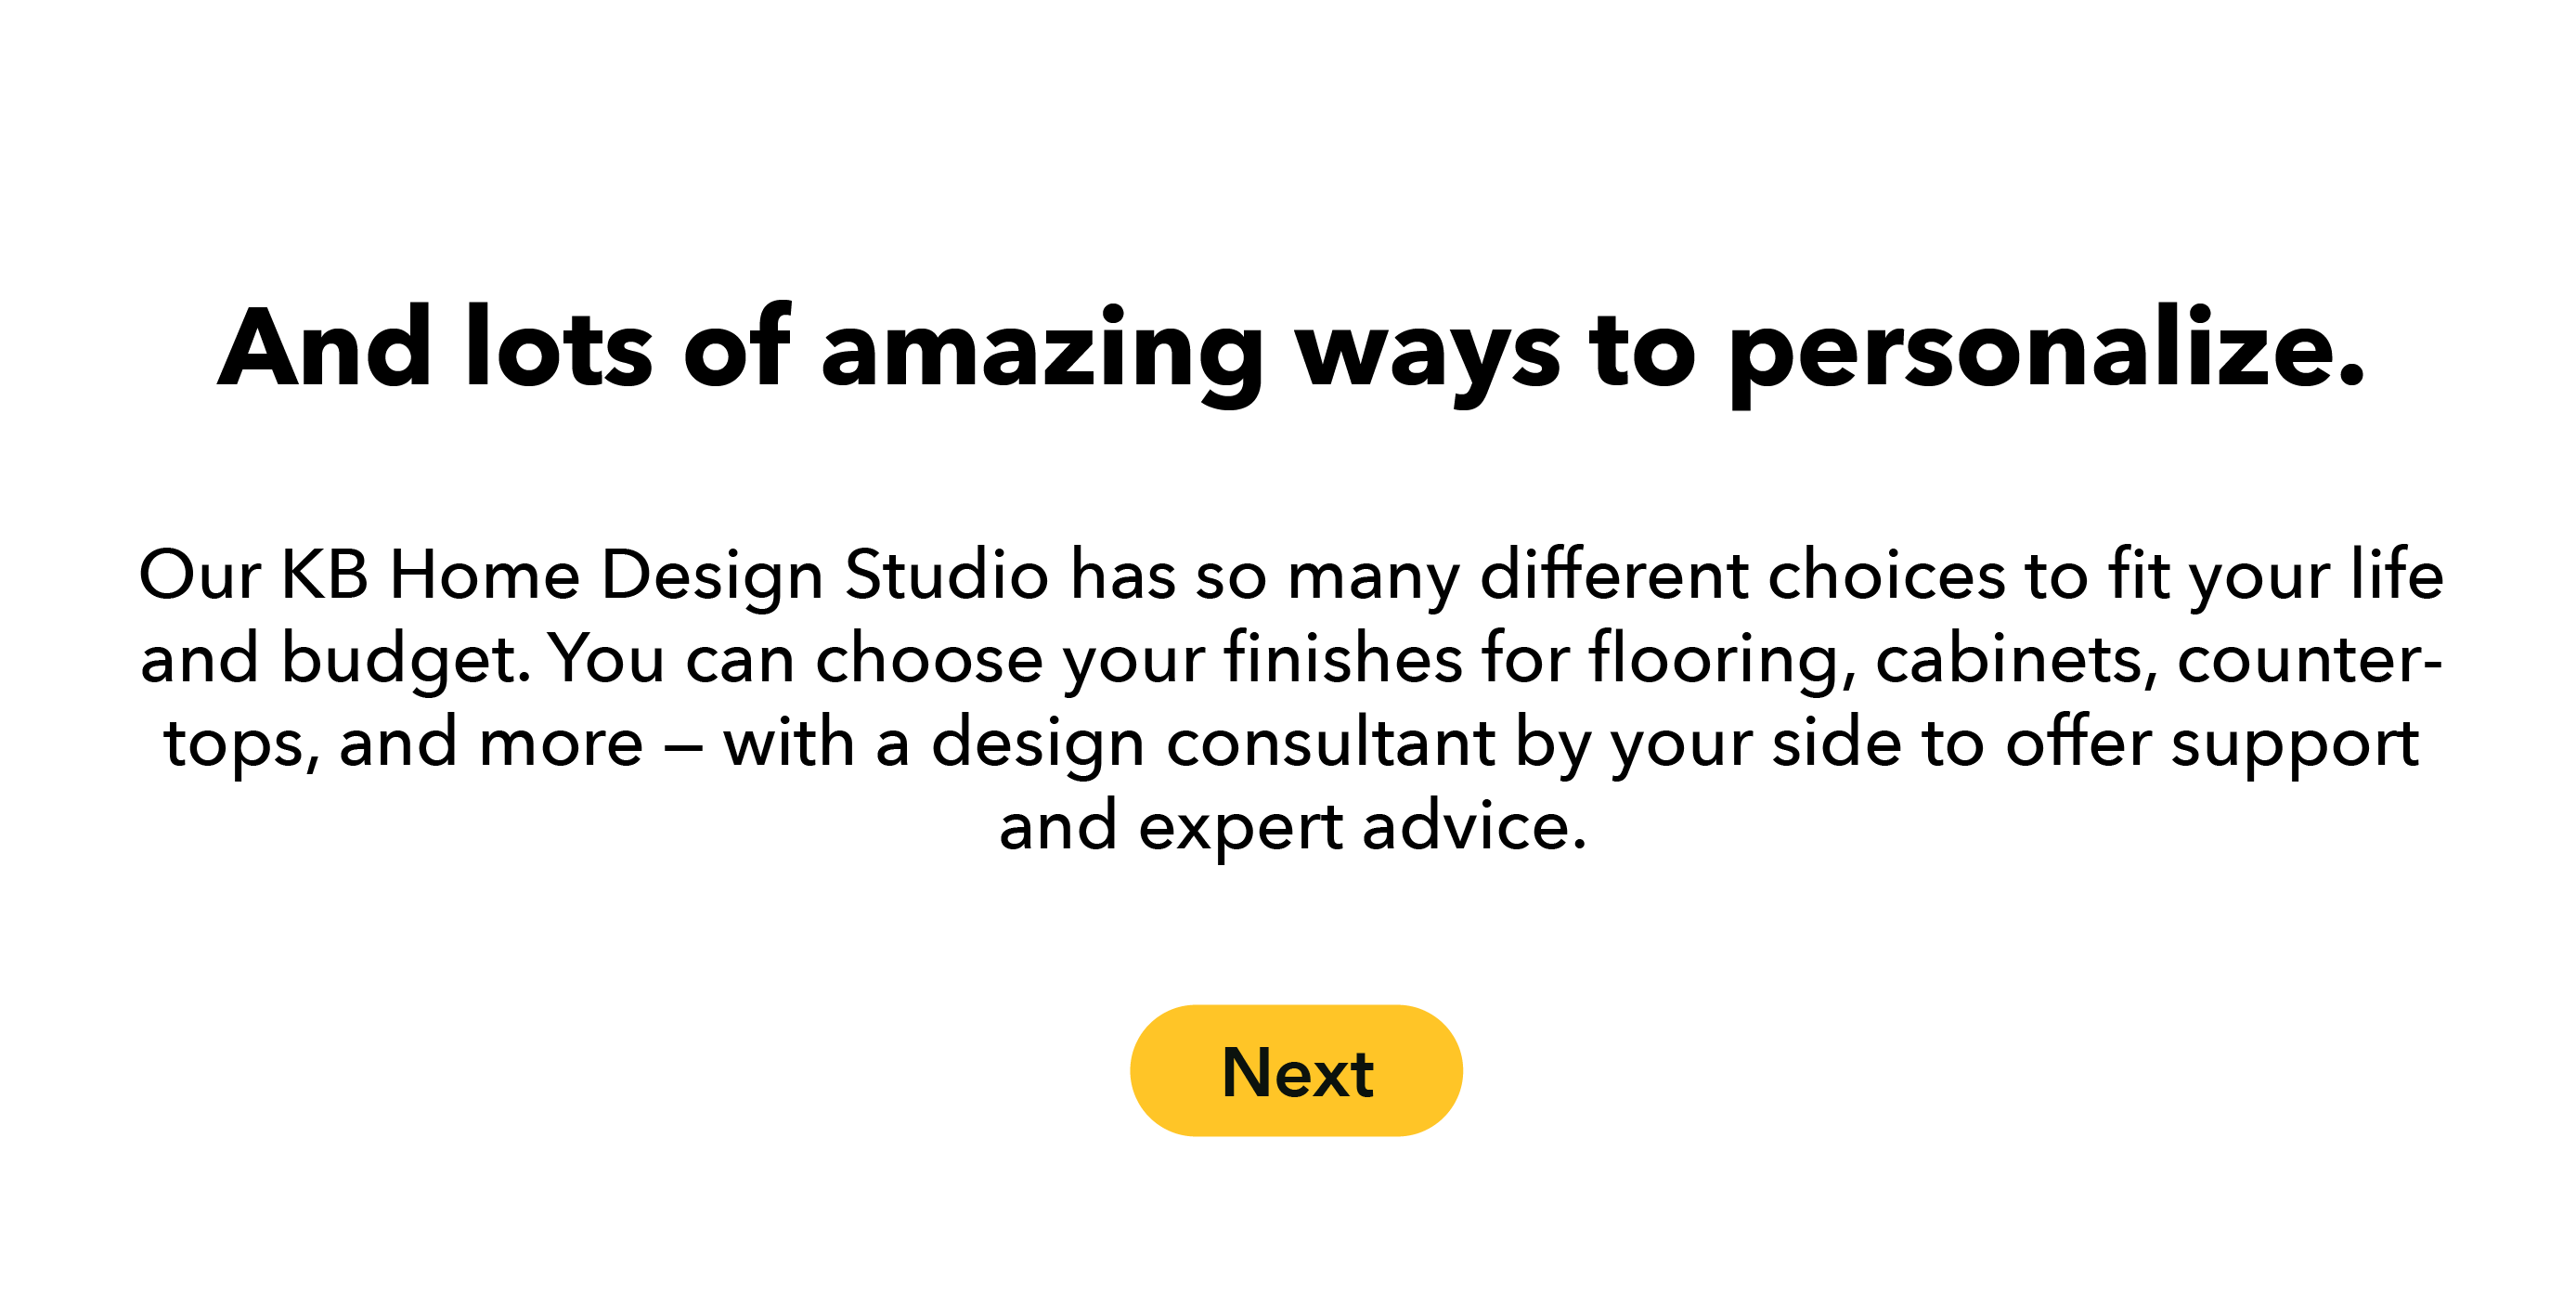 And lots of amazing ways to personalize.
Our KB Home Design Studio has so many different choices to fit your life
and budget. You can choose your finishes for flooring, cabinets, counter-
tops, and more – with a design consultant by your side to offer support
and expert advice.
Next